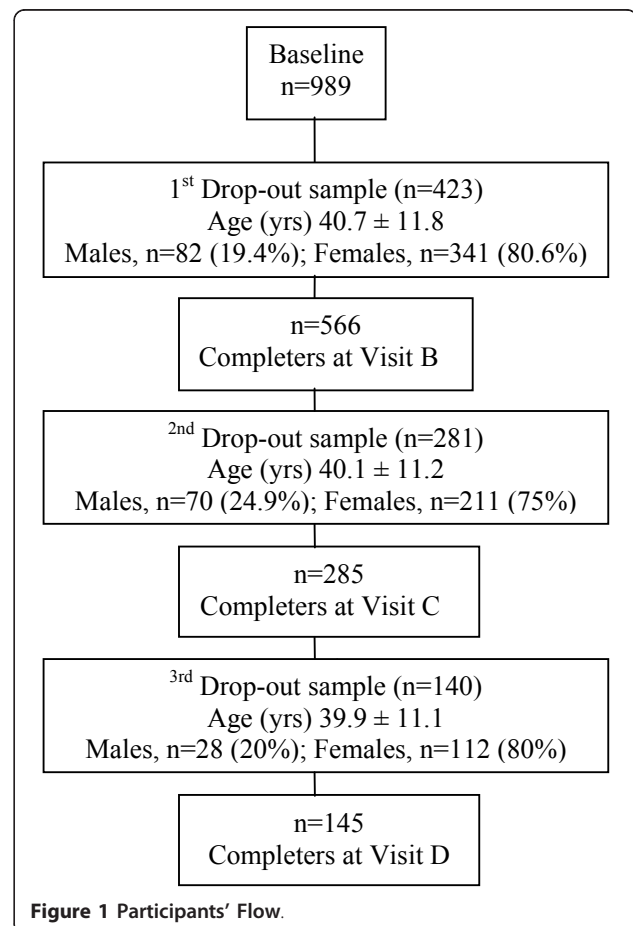 Baseline
n=989
1st Drop-out sample (n=423)
Age (yrs) 40.7 ± 11.8
Males, n=82 (19.4%); Females, n=341 (80.6%)
n=566
Completers at Visit B
2nd Drop-out sample (n=281)
Age (yrs) 40.1 ± 11.2
Males, n=70 (24.9%); Females, n=211 (75%)
n=285
Completers at Visit C
3rd Drop-out sample (n=140)
Age (yrs) 39.9 ± 11.1
Males, n=28 (20%); Females, n=112 (80%)
n=145
Completers at Visit D
Figure 1 Participants’ Flow.